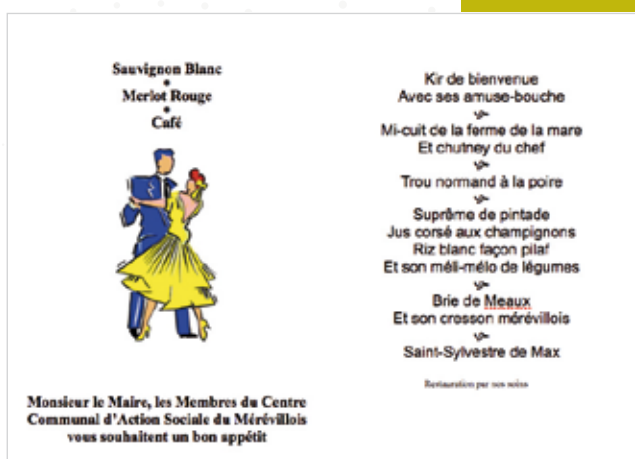 Sauvignon Blanc
Merlot Rouge
Café
Monsieur le Maire, les Membres du Centre
Communal d'Action Sociale du Mérévillois
vous souhaitent un bon appétit
Kir de bienvenue
Avec ses amuse-bouche
Mi-cuit de la ferme de la mare
Et chutney du chef
Trou normand à la poire
Suprême de pintade
Jus corsé aux champignons
Riz blanc façon pilaf
Et son méli-mélo de légumes
Brie de Meaux
Et son cresson mérévillois
Saint-Sylvestre de Max
Restauration par nos soins